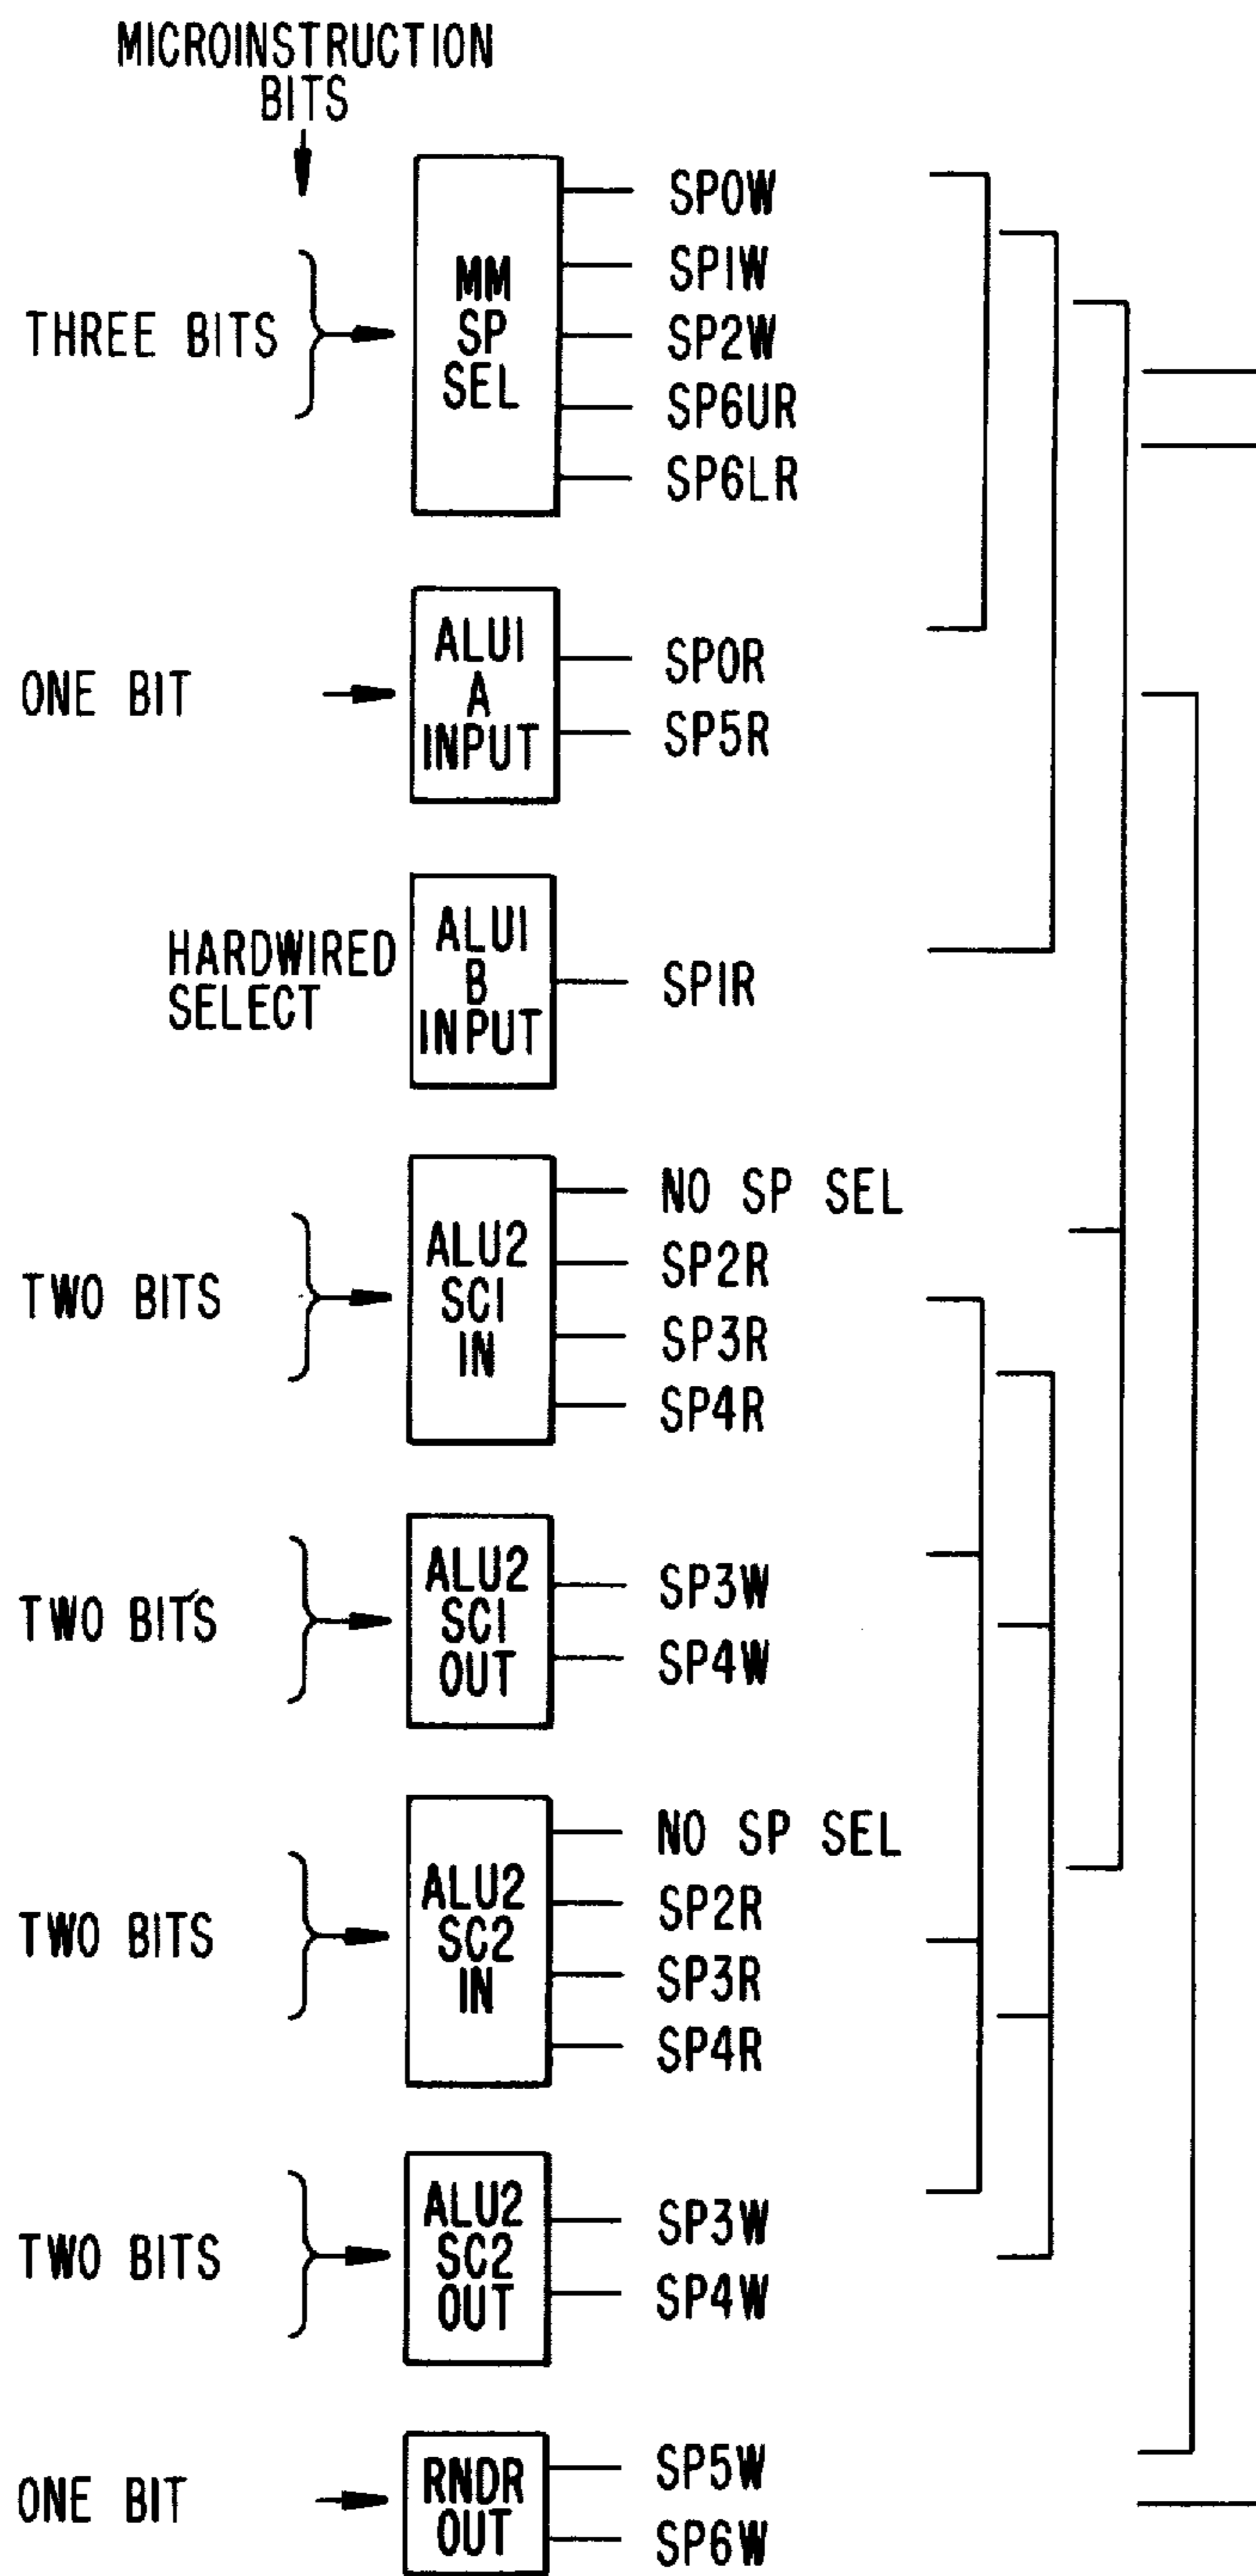 MICROINSTRUCTION
BITS
THREE BITS
MM
SP
SEL
SP0W
SP1W
SP2W
SP6UR
SP6LR
ONE BIT
ALU1
A
INPUT
SP0R
SP5R
HARDWIRED
SELECT
ALU1
B
INPUT
SP1R
TWO BITS
ALU2
SC1
IN
NO SP SEL
SP2R
SP3R
SP4R
TWO BITS
ALU2
SC1
OUT
SP3W
SP4W
TWO BITS
ALU2
SC2
IN
NO SP SEL
SP2R
SP3R
SP4R
TWO BITS
ALU2
SC2
OUT
SP3W
SP4W
ONE BIT
RNDR
OUT
SP5W
SP6W